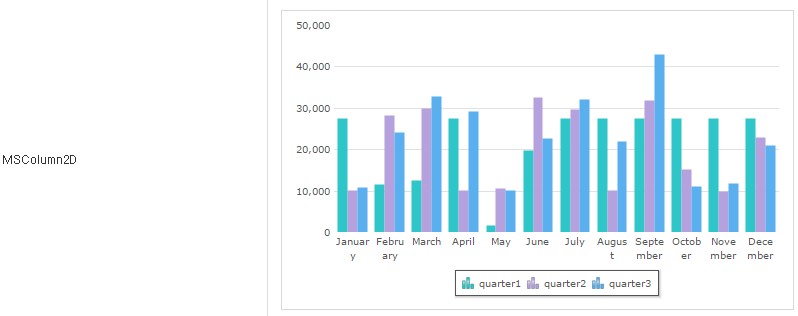 MSColumn2D
50,000
40,000
30,000
20,000
10,000
0
Januar
y
Febru
ary
March
April
May
June
July
Augus
t
Septe
mber
Octob
er
Nove
mber
Dece
mber
quarter1 quarter2 quarter3